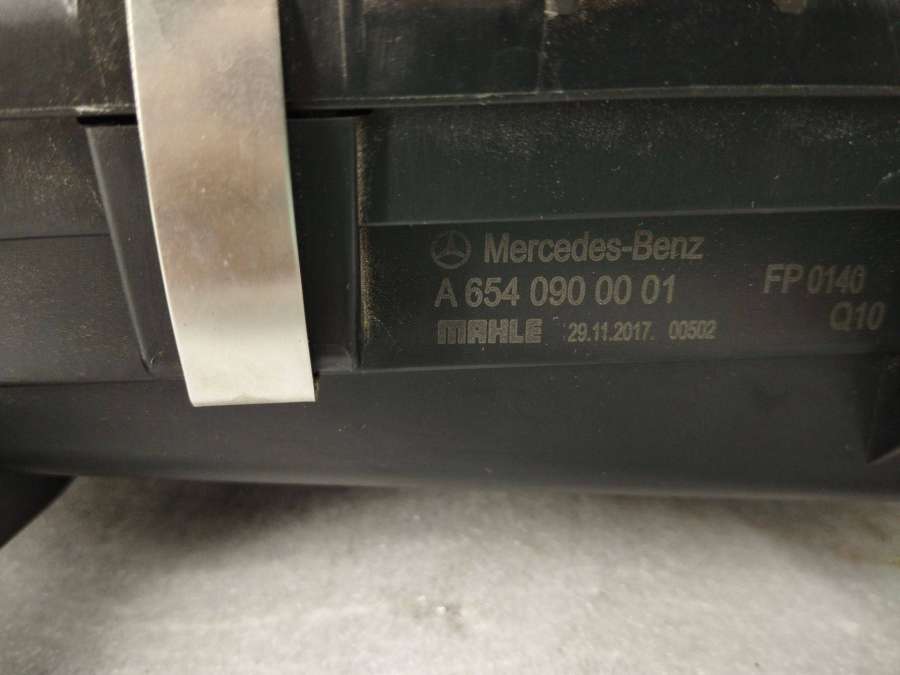 Mercedes-Benz
A 654 090 00 01
FP 0140
Q10
MAHLE 29.11.2017. 00502